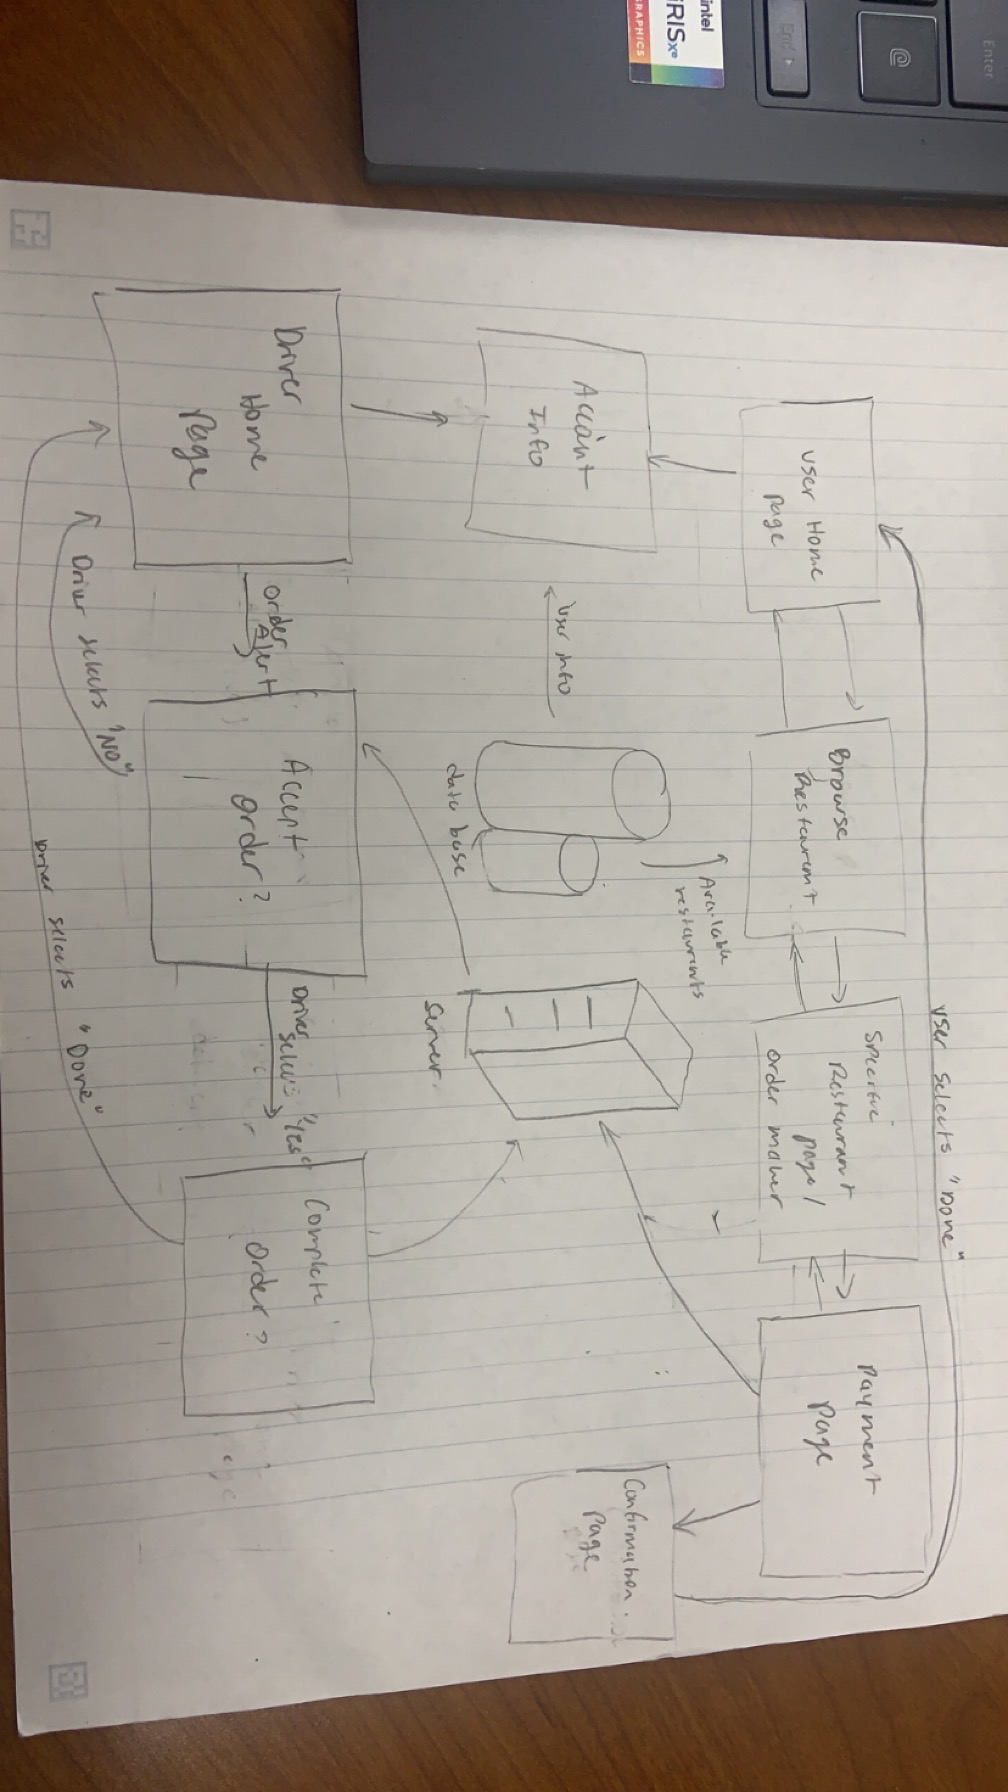 intel
iRIS xe
GRAPHICS
End
Enter
User selects "Done"
User Home
Page
Browse
Restaurant
Specific
Restaurant
page/
order maker
Payment
Page
Available
restaurants
Account
Info
User info
data base
Server
Confirmation
Page
Driver
Home
Page
Order
Alert
Accept
Order?
Driver
selects "Yes"
Complete
Order?
Driver selects "NO"
Driver selects "Done"